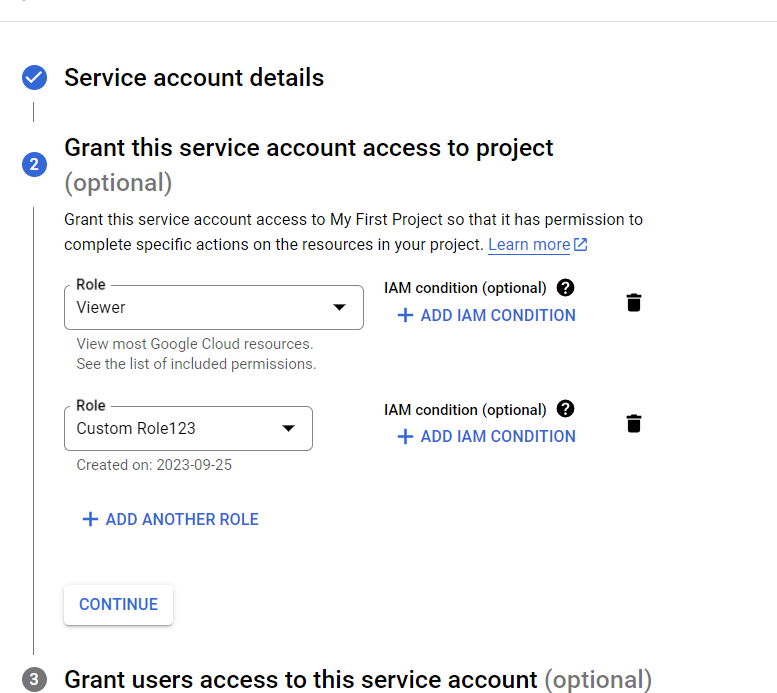 Service account details
2
Grant this service account access to project
(optional)
Grant this service account access to My First Project so that it has permission to
complete specific actions on the resources in your project. Learn more
Role
Viewer
IAM condition (optional) ?
+ ADD IAM CONDITION
View most Google Cloud resources.
See the list of included permissions.
Role
Custom Role123
IAM condition (optional) ?
+ ADD IAM CONDITION
Created on: 2023-09-25
+ ADD ANOTHER ROLE
CONTINUE
3 Grant users access to this service account (optional)